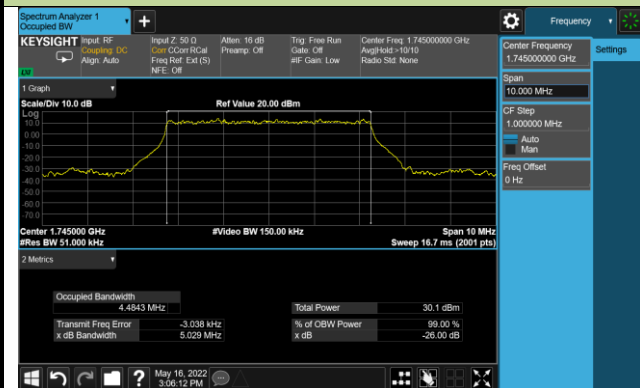 Spectrum Analyzer 1
Occupied BW
Frequency
KEYSIGHT
Input: RF
Coupling: DC
Align: Auto
Input Z: 50 Ω
Corr CCorr RCal
Freq Ref: Ext (S)
NFE: Off
Atten: 16 dB
Preamp: Off
Trig: Free Run
Gate: Off
#IF Gain: Low
Center Freq: 1.745000000 GHz
Avg|Hold:>10/10
Radio Std: None
Center Frequency
1.745000000 GHz
Settings
Span
10.000 MHz
CF Step
1.000000 MHz
Auto
Man
Freq Offset
0 Hz
1 Graph
Scale/Div 10.0 dB
Ref Value 20.00 dBm
Log
10.0
0.00
-10.0
-20.0
-30.0
-40.0
-50.0
-60.0
-70.0
Center 1.745000 GHz
#Video BW 150.00 kHz
Span 10 MHz
#Res BW 51.000 kHz
Sweep 16.7 ms (2001 pts)
2 Metrics
Occupied Bandwidth
4.4843 MHz
Total Power
30.1 dBm
Transmit Freq Error
-3.038 kHz
% of OBW Power
99.00 %
x dB Bandwidth
5.029 MHz
x dB
-26.00 dB
?
May 16, 2022
3:06:12 PM